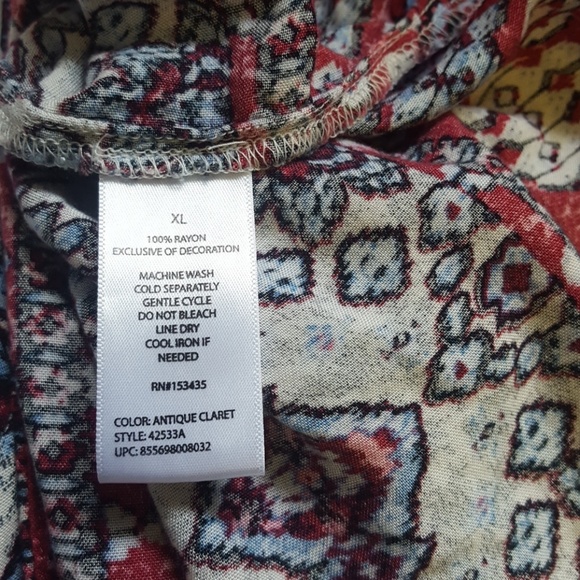 XL
100% RAYON
EXCLUSIVE OF DECORATION
MACHINE WASH
COLD SEPARATELY
GENTLE CYCLE
DO NOT BLEACH
LINE DRY
COOL IRON IF
NEEDED
RN#153435
COLOR: ANTIQUE CLARET
STYLE: 42533A
UPC: 855698008032